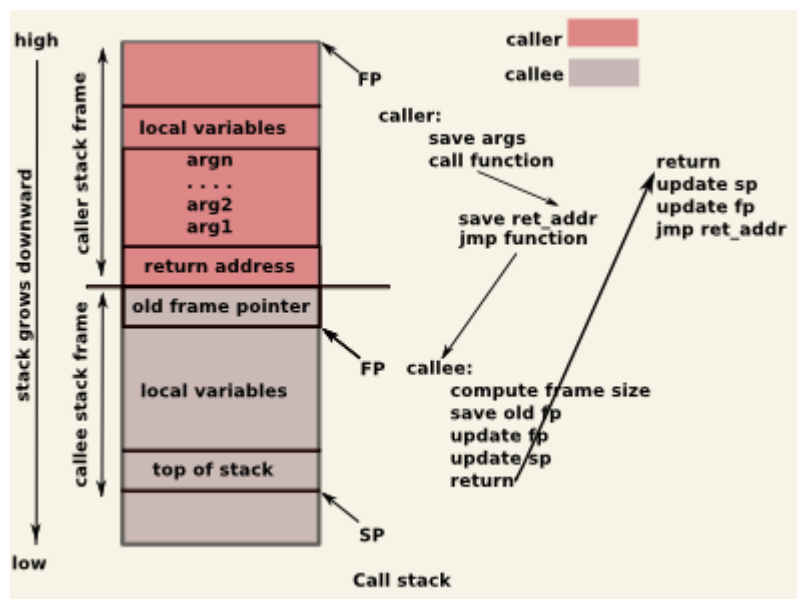 high
caller
callee
FP
caller stack frame
local variables
argn
. . . .
arg2
arg1
return address
caller:
save args
call function
save ret_addr
jmp function
return
update sp
update fp
jmp ret_addr
stack grows downward
old frame pointer
FP
callee stack frame
local variables
top of stack
SP
callee:
compute frame size
save old fp
update fp
update sp
return
low
Call stack